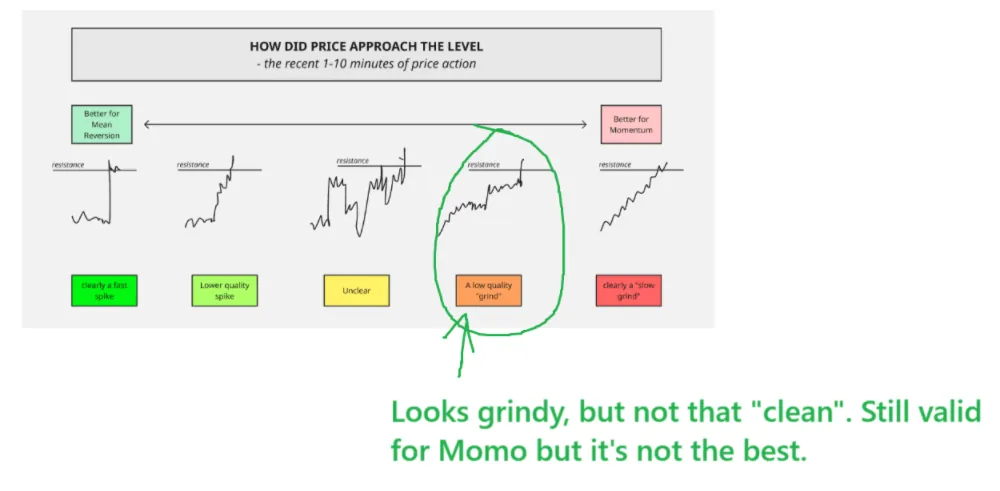 HOW DID PRICE APPROACH THE LEVEL
- the recent 1-10 minutes of price action
Better for
Mean
Reversion
Better for
Momentum
resistance
resistance
resistance
resistance
resistance
clearly a fast
spike
Lower quality
spike
Unclear
A low quality
"grind"
clearly a "slow
grind"
Looks grindy, but not that "clean". Still valid
for Momo but it's not the best.